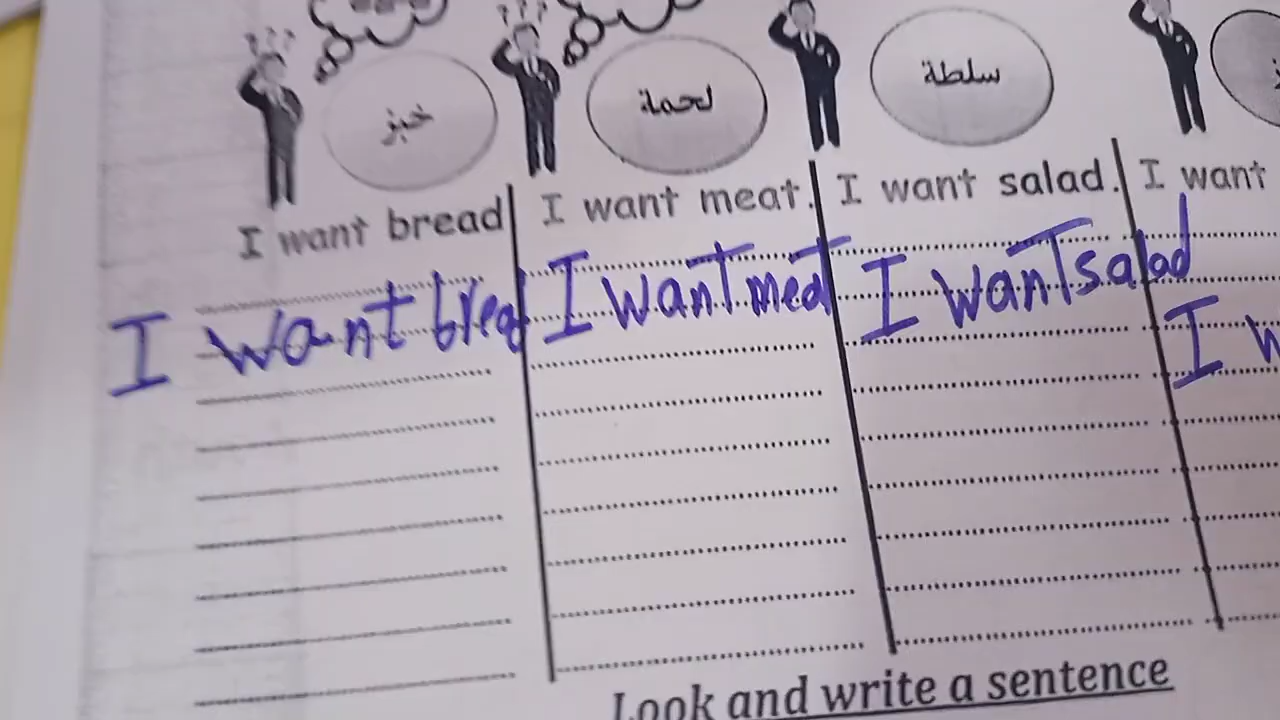 خبز
لحمة
سلطة
I want bread
I want meat.
I want salad.
I want
I want bread
I want meat
I want salad
I w
Look and write a sentence